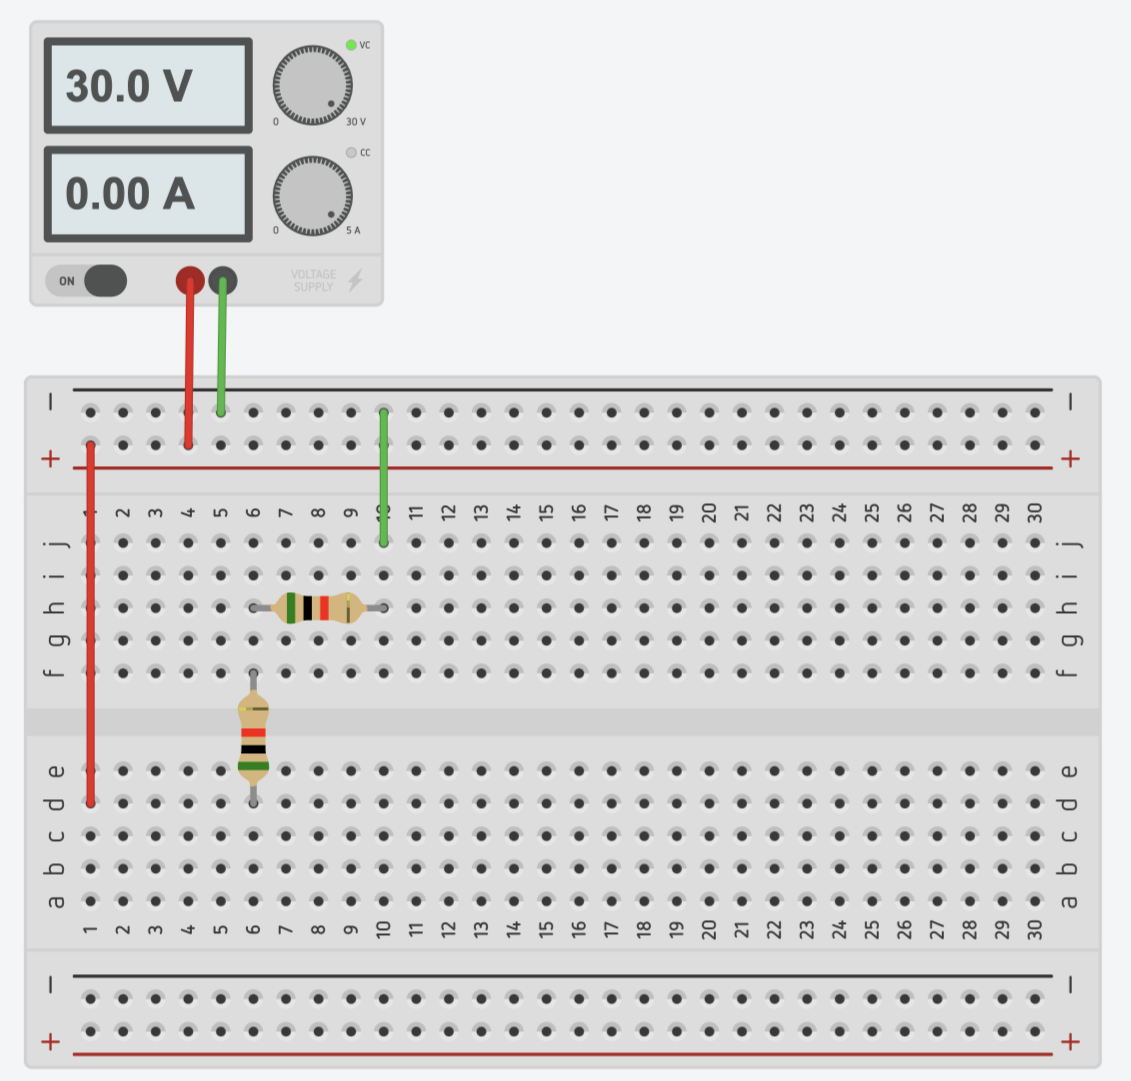 VC
30.0 V
0 30 V
CC
0.00 A
0 5 A
ON VOLTAGE
SUPPLY
− −
+ +
1 2 3 4 5 6 7 8 9 10 11 12 13 14 15 16 17 18 19 20 21 22 23 24 25 26 27 28 29 30
j j
i i
h h
g g
f f
e e
d d
c c
b b
a a
1 2 3 4 5 6 7 8 9 10 11 12 13 14 15 16 17 18 19 20 21 22 23 24 25 26 27 28 29 30
− −
+ +